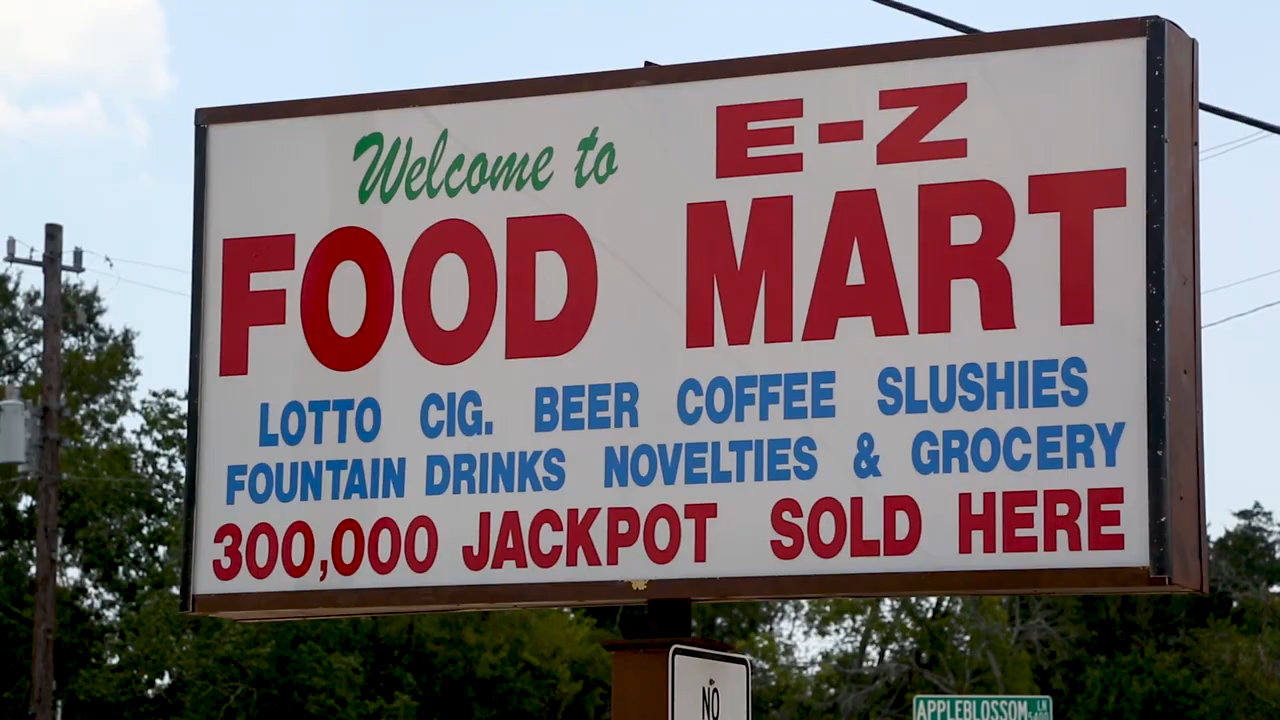 Welcome to E-Z
FOOD MART
LOTTO CIG. BEER COFFEE SLUSHIES
FOUNTAIN DRINKS NOVELTIES & GROCERY
300,000 JACKPOT SOLD HERE
NO
APPLEBLOSSOM LN